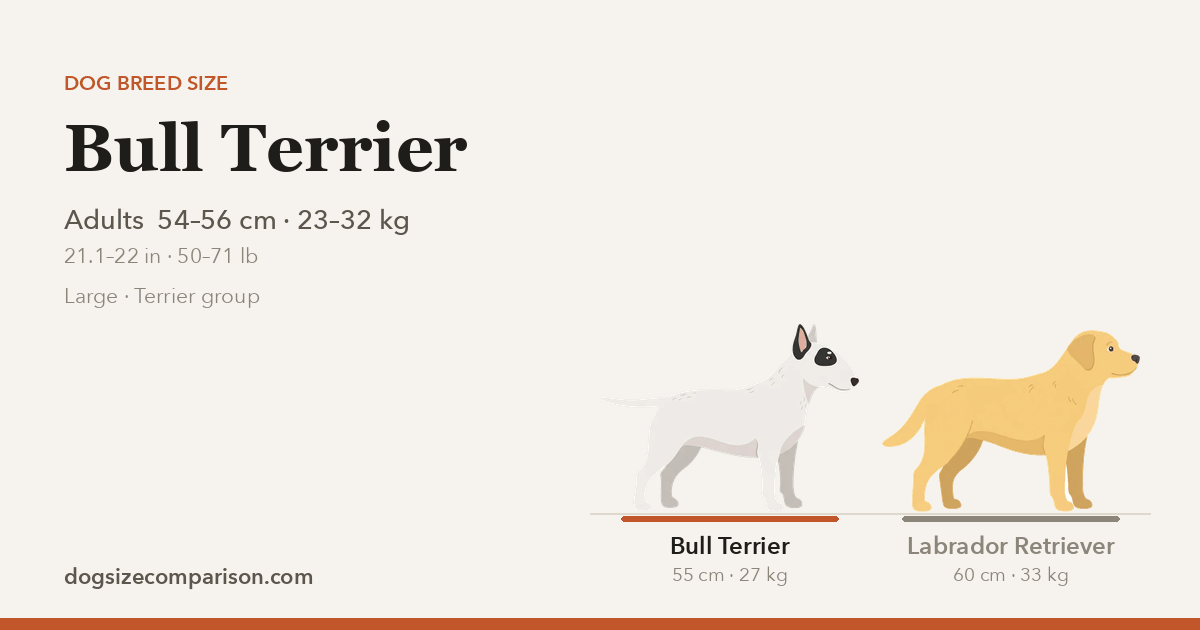 DOG BREED SIZE
Bull Terrier
Adults 54–56 cm · 23–32 kg
21.1–22 in · 50–71 lb
Large · Terrier group
Bull Terrier
55 cm · 27 kg
Labrador Retriever
60 cm · 33 kg
dogsizecomparison.com